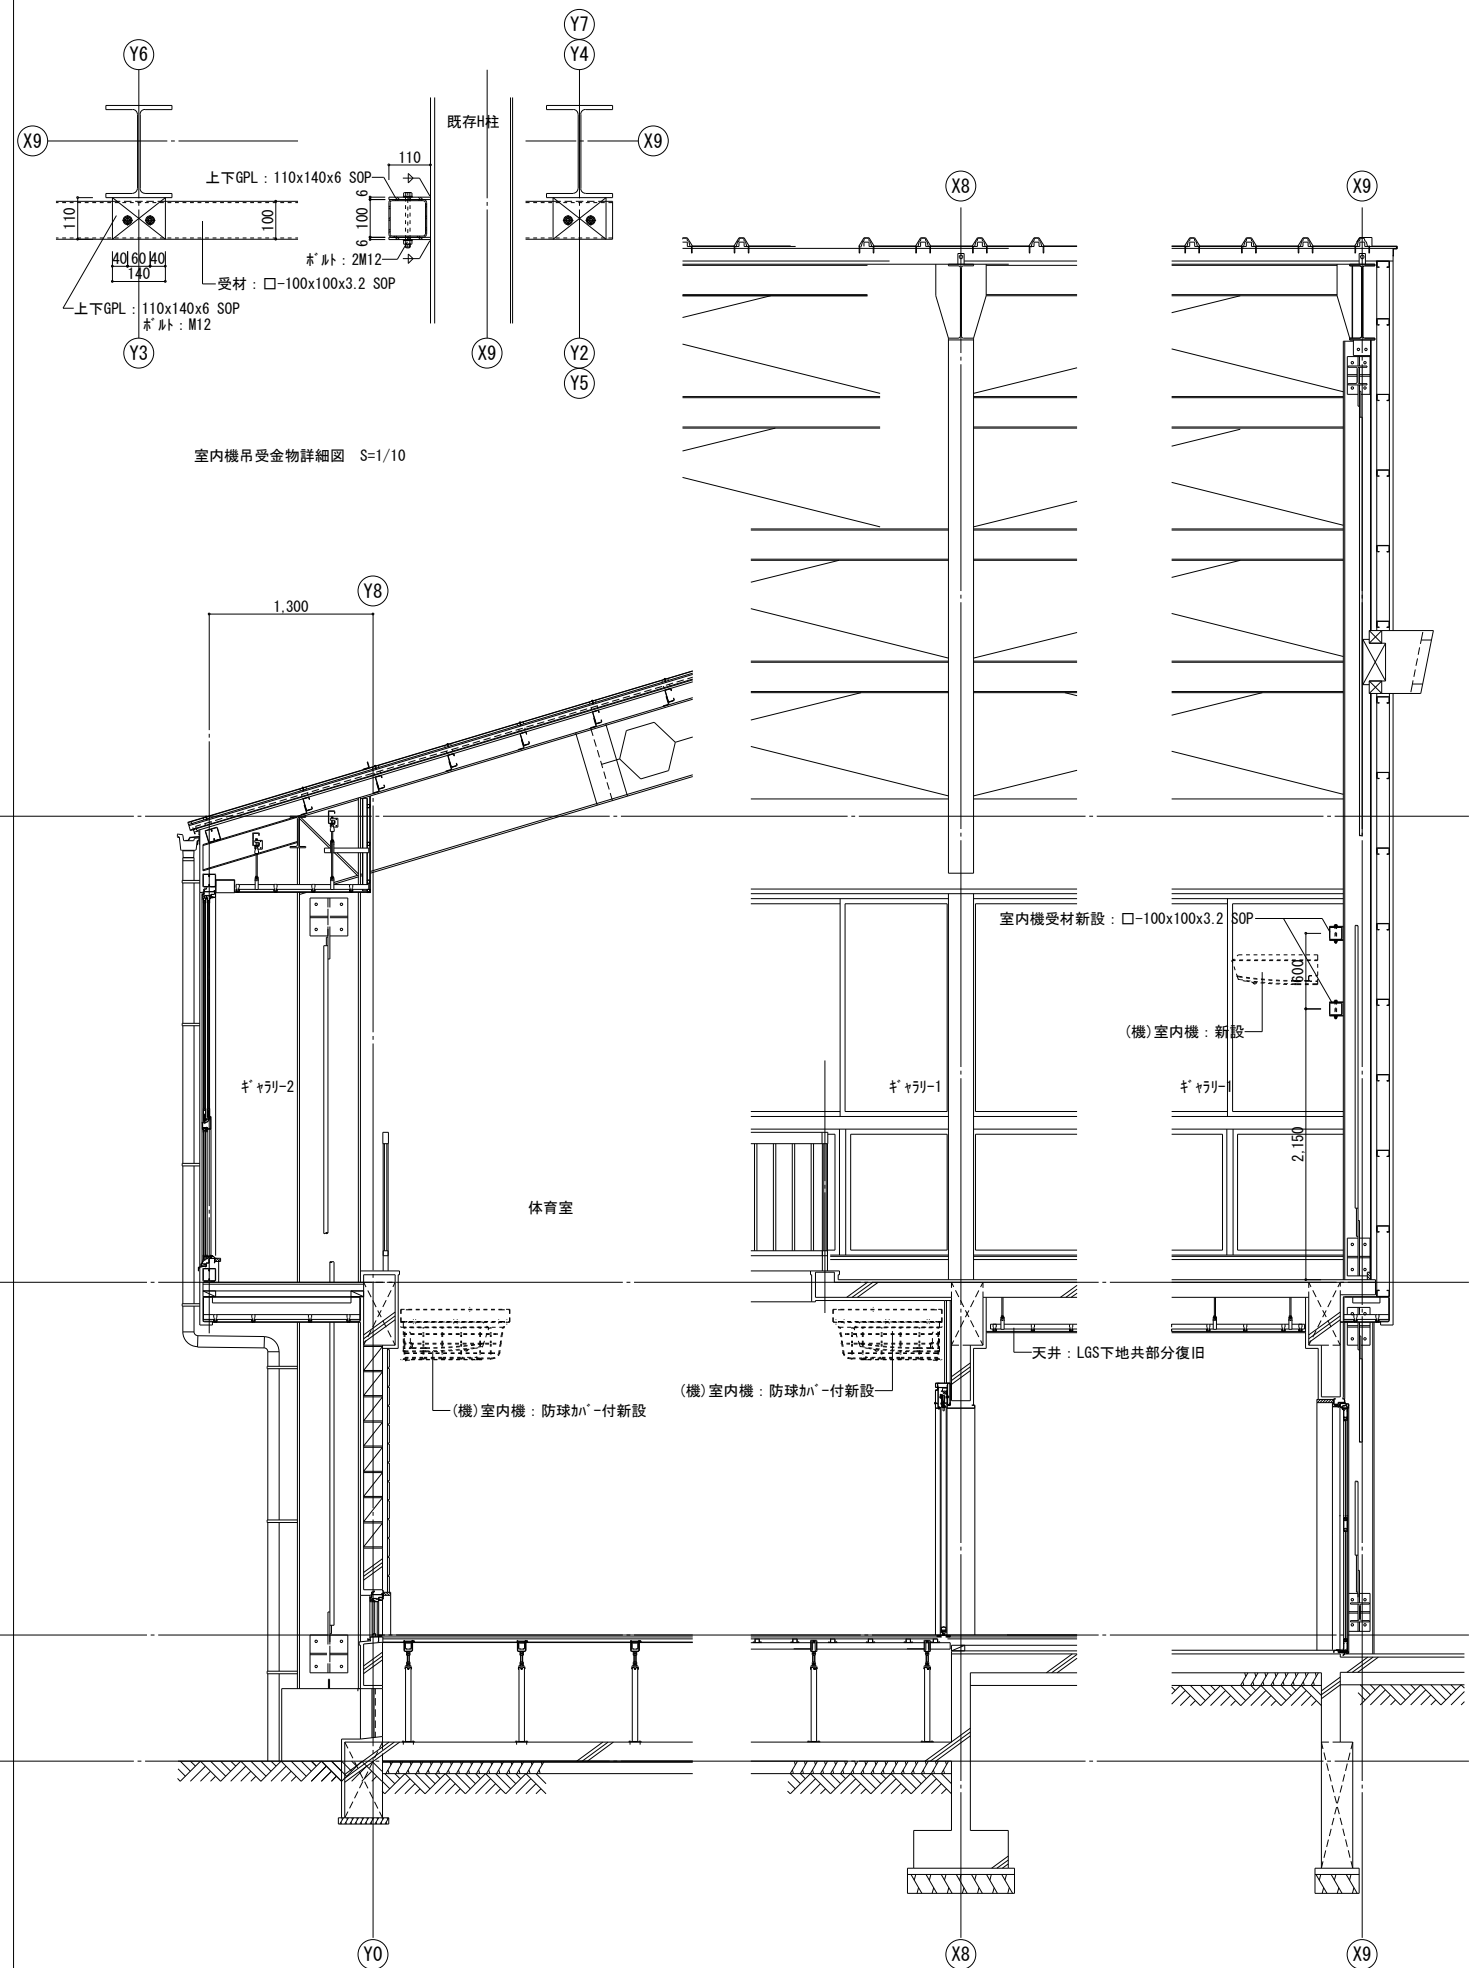 Y7
Y6
Y4
既存H柱
X9
X9
110
上下GPL：110x140x6 SOP
X8
X9
6
110
100
100
6
ボルト：2M12
40 60 40
140
受材：□-100x100x3.2 SOP
上下GPL：110x140x6 SOP
ボルト：M12
Y3
X9
Y2
Y5
室内機吊受金物詳細図 S=1/10
Y8
1,300
室内機受材新設：□-100x100x3.2 SOP
600
(機)室内機：新設
ギャラリー2
ギャラリー1
ギャラリー1
2,150
体育室
天井：LGS下地共部分復旧
(機)室内機：防球カバー付新設
(機)室内機：防球カバー付新設
Y0
X8
X9